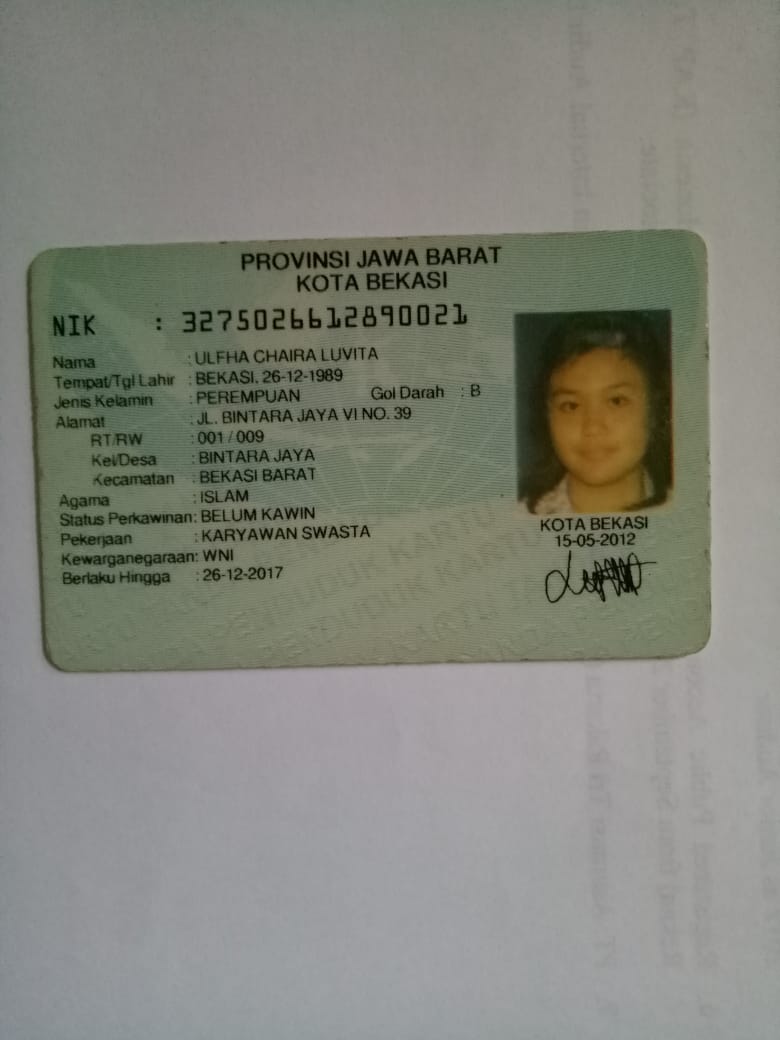 PROVINSI JAWA BARAT
KOTA BEKASI
NIK : 3275026612890021
Nama : ULFHA CHAIRA LUVITA
Tempat/Tgl Lahir : BEKASI, 26-12-1989
Jenis Kelamin : PEREMPUAN Gol Darah : B
Alamat : JL. BINTARA JAYA VI NO. 39
RT/RW : 001 / 009
Kel/Desa : BINTARA JAYA
Kecamatan : BEKASI BARAT
Agama : ISLAM
Status Perkawinan: BELUM KAWIN
Pekerjaan : KARYAWAN SWASTA
Kewarganegaraan: WNI
Berlaku Hingga : 26-12-2017
KOTA BEKASI
15-05-2012